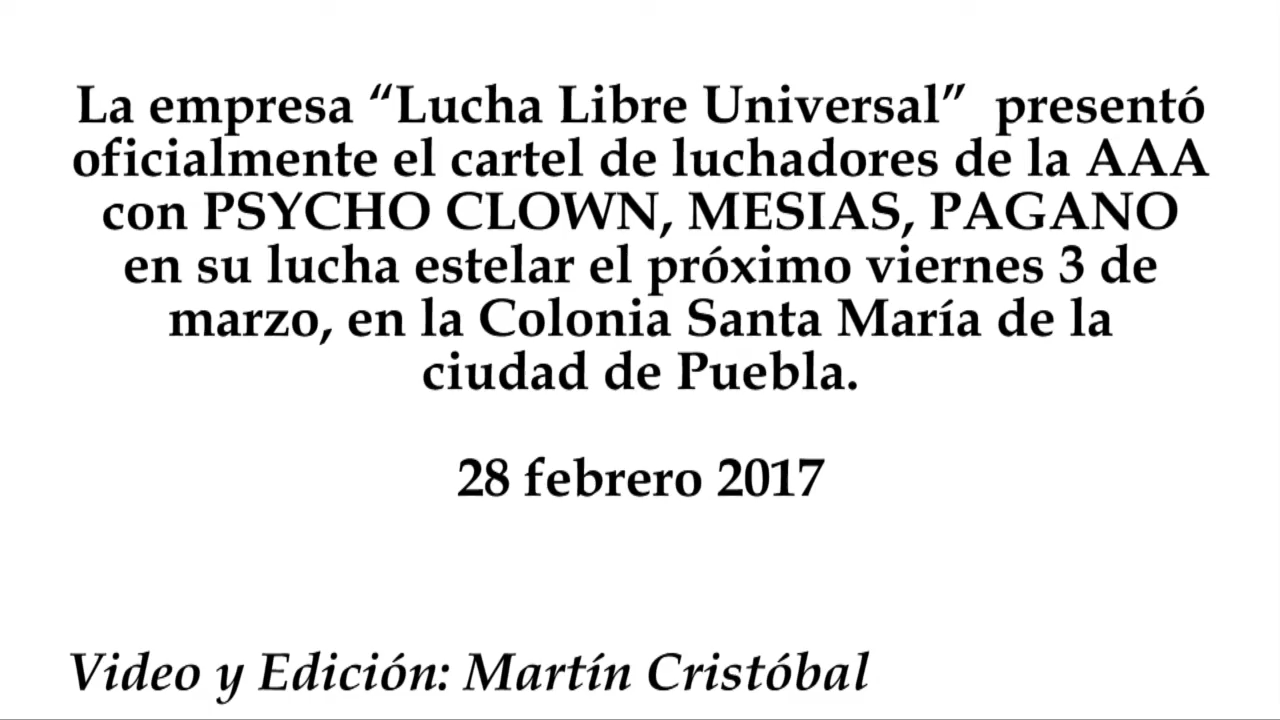 La empresa “Lucha Libre Universal”  presentó
oficialmente el cartel de luchadores de la AAA
con PSYCHO CLOWN, MESIAS, PAGANO
en su lucha estelar el próximo viernes 3 de
marzo, en la Colonia Santa María de la
ciudad de Puebla.
28 febrero 2017
Video y Edición: Martín Cristóbal